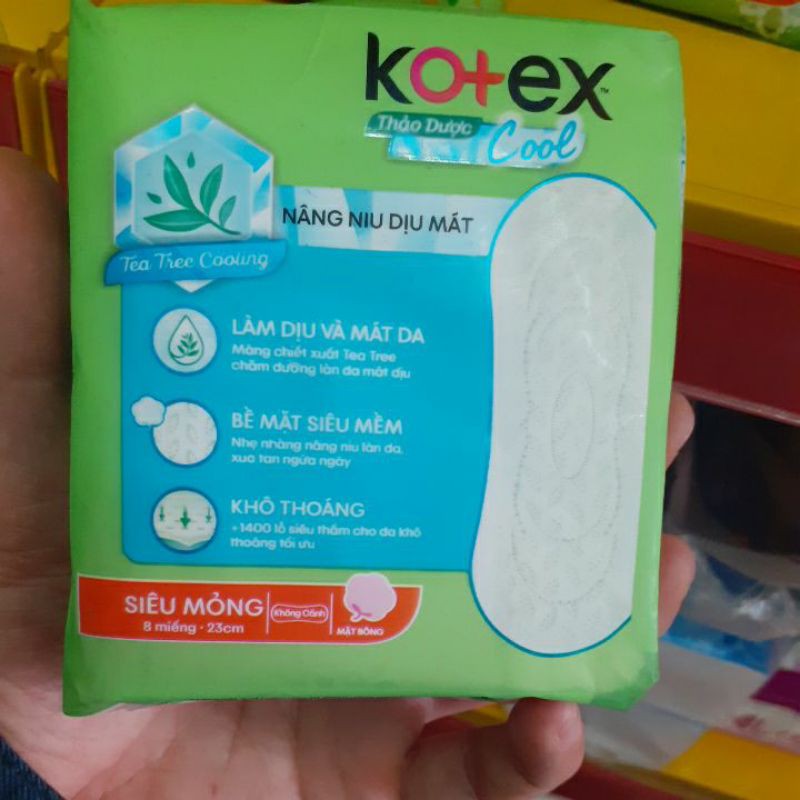 kotex™
Thảo Dược
Cool
NÂNG NIU DỊU MÁT
Tea Tree Cooling
LÀM DỊU VÀ MÁT DA
Màng chiết xuất Tea Tree
chăm dưỡng làn da mát dịu
BỀ MẶT SIÊU MỀM
Nhẹ nhàng nâng niu làn da,
xua tan ngứa ngáy
KHÔ THOÁNG
+1400 lỗ siêu thấm cho da khô
thoáng tối ưu
SIÊU MỎNG
8 miếng · 23cm
Không Cánh
MẶT BÔNG